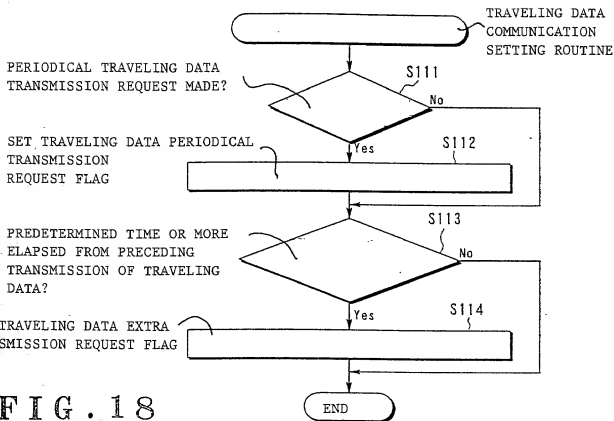 TRAVELING DATA
COMMUNICATION
SETTING ROUTINE
PERIODICAL TRAVELING DATA
TRANSMISSION REQUEST MADE?
S111
No
Yes
SET TRAVELING DATA PERIODICAL
TRANSMISSION
REQUEST FLAG
S112
PREDETERMINED TIME OR MORE
ELAPSED FROM PRECEDING
TRANSMISSION OF TRAVELING
DATA?
S113
No
Yes
TRAVELING DATA EXTRA
SMISSION REQUEST FLAG
S114
END
FIG.18